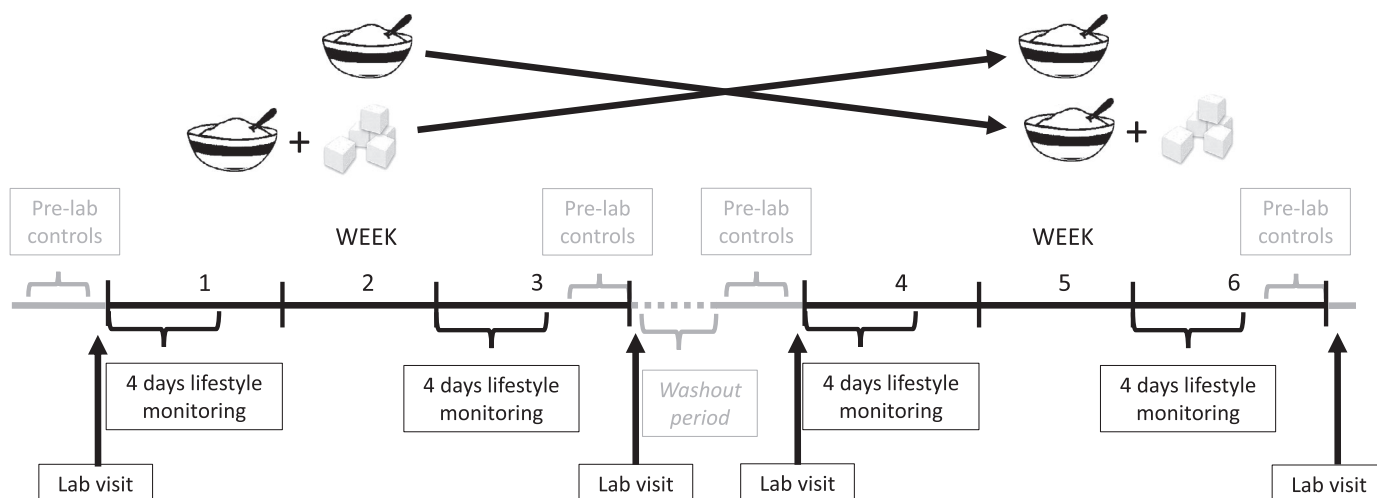 +
+
Pre-lab
controls
WEEK
Pre-lab
controls
Pre-lab
controls
WEEK
Pre-lab
controls
1
2
3
4
5
6
4 days lifestyle
monitoring
4 days lifestyle
monitoring
Washout
period
4 days lifestyle
monitoring
4 days lifestyle
monitoring
Lab visit
Lab visit
Lab visit
Lab visit